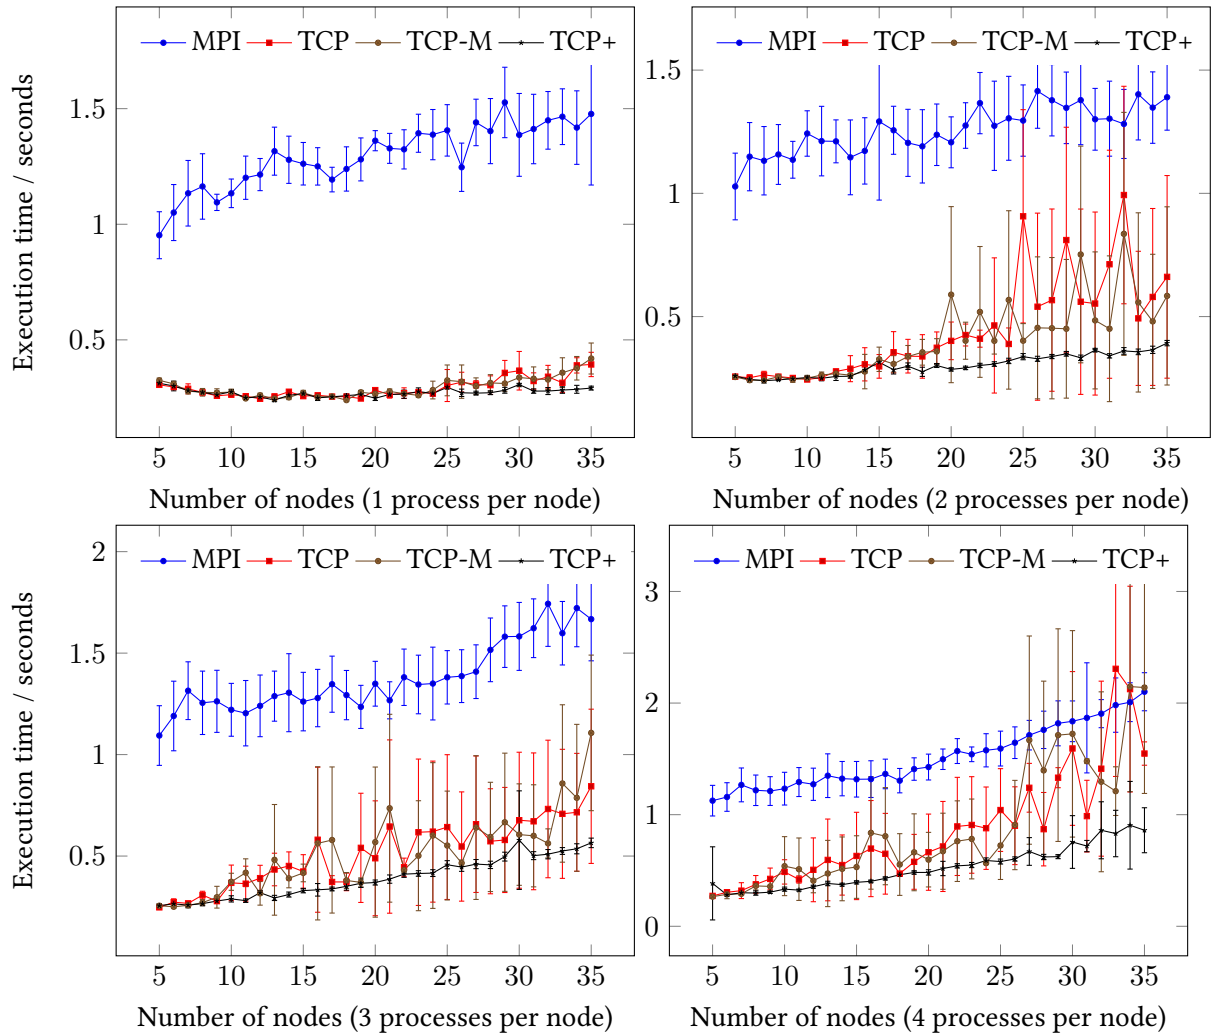 MPI TCP TCP-M TCP+
Execution time / seconds
1.5
1
0.5
5 10 15 20 25 30 35
Number of nodes (1 process per node)
MPI TCP TCP-M TCP+
1.5
1
0.5
5 10 15 20 25 30 35
Number of nodes (2 processes per node)
MPI TCP TCP-M TCP+
Execution time / seconds
2
1.5
1
0.5
5 10 15 20 25 30 35
Number of nodes (3 processes per node)
MPI TCP TCP-M TCP+
3
2
1
0
5 10 15 20 25 30 35
Number of nodes (4 processes per node)